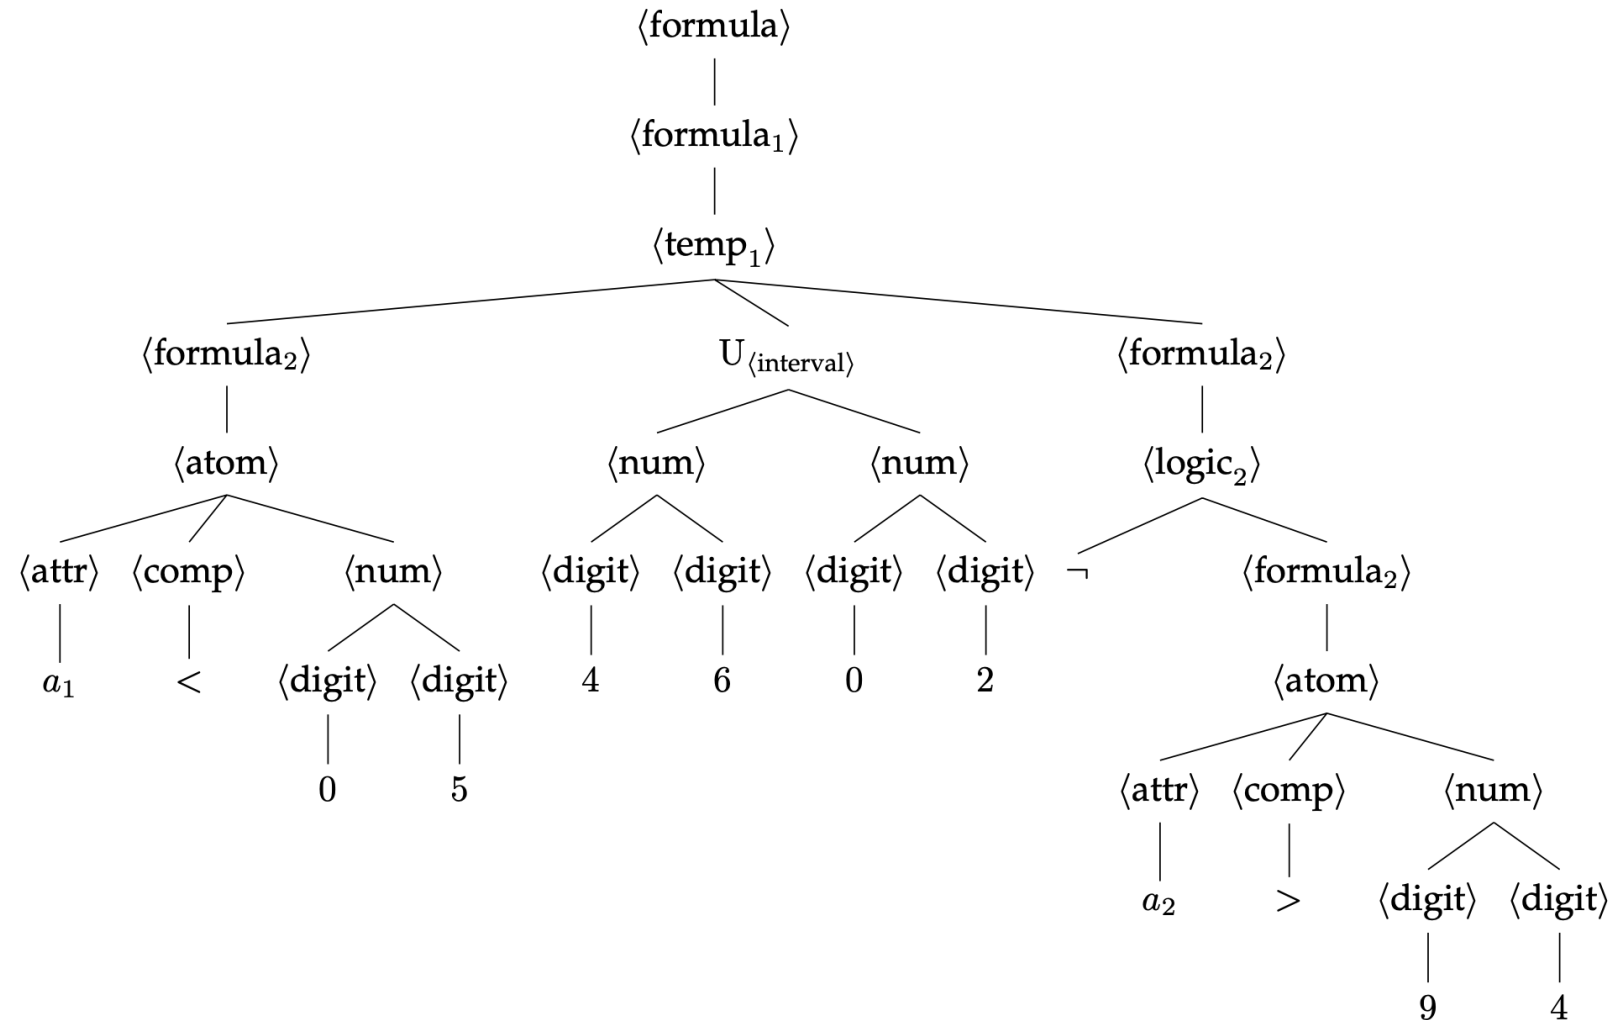 ⟨formula⟩
⟨formula₁⟩
⟨temp₁⟩
⟨formula₂⟩ U⟨interval⟩ ⟨formula₂⟩
⟨atom⟩ ⟨num⟩ ⟨num⟩ ⟨logic₂⟩
⟨attr⟩ ⟨comp⟩ ⟨num⟩ ⟨digit⟩ ⟨digit⟩ ⟨digit⟩ ⟨digit⟩ ¬ ⟨formula₂⟩
a₁ < ⟨digit⟩ ⟨digit⟩ 4 6 0 2 ⟨atom⟩
0 5 ⟨attr⟩ ⟨comp⟩ ⟨num⟩
a₂ > ⟨digit⟩ ⟨digit⟩
9 4